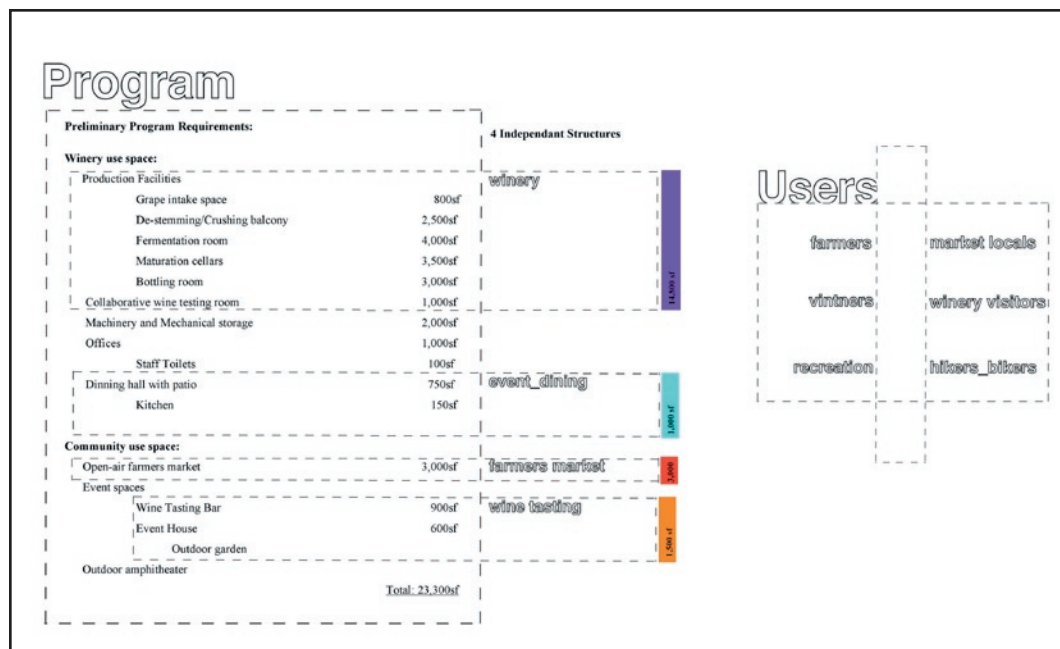 Program
Preliminary Program Requirements:
4 Independant Structures
Winery use space:
Production Facilities
winery
Grape intake space 800sf
De-stemming/Crushing balcony 2,500sf
Fermentation room 4,000sf
Maturation cellars 3,500sf
Bottling room 3,000sf
Collaborative wine testing room 1,000sf
14,800 sf
Machinery and Mechanical storage 2,000sf
Offices 1,000sf
Staff Toilets 100sf
Dinning hall with patio 750sf
event_dining
Kitchen 150sf
1,000 sf
Community use space:
Open-air farmers market 3,000sf
farmers market
3,000
Event spaces
Wine Tasting Bar 900sf
wine tasting
Event House 600sf
Outdoor garden
1,500 sf
Outdoor amphitheater
Total: 23,300sf
Users
farmers market locals
vintners winery visitors
recreation hikers_bikers